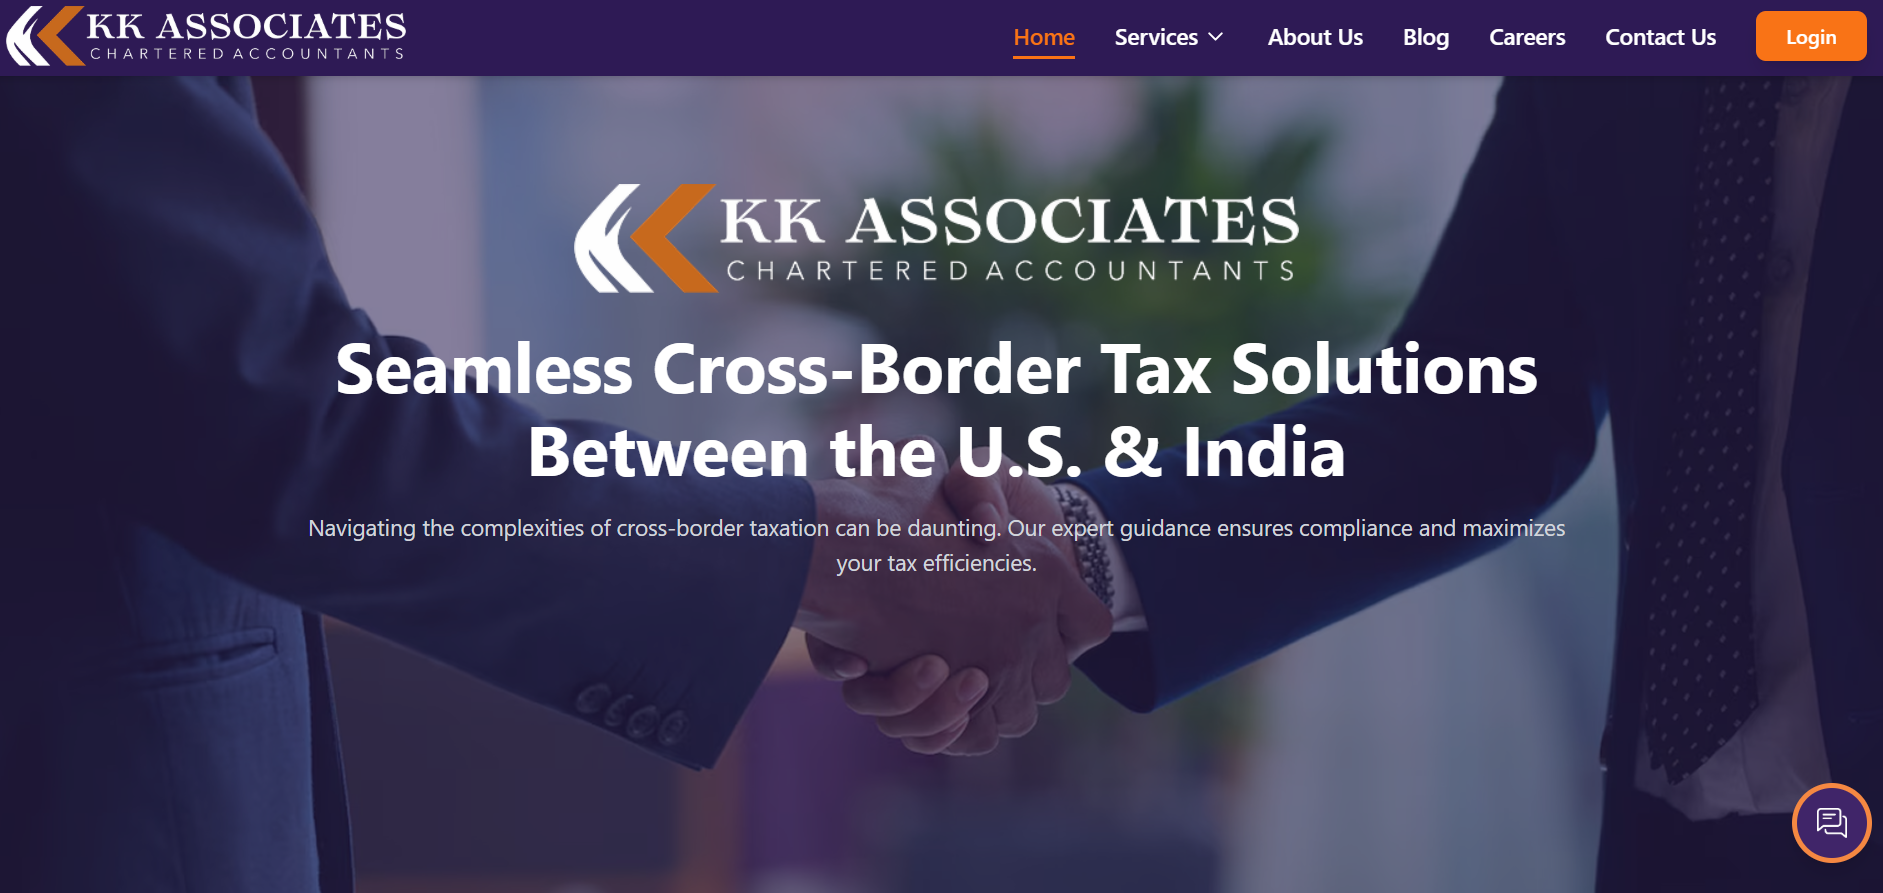 KK ASSOCIATES
CHARTERED ACCOUNTANTS
Home Services About Us Blog Careers Contact Us Login
KK ASSOCIATES
CHARTERED ACCOUNTANTS
Seamless Cross-Border Tax Solutions
Between the U.S. & India
Navigating the complexities of cross-border taxation can be daunting. Our expert guidance ensures compliance and maximizes
your tax efficiencies.